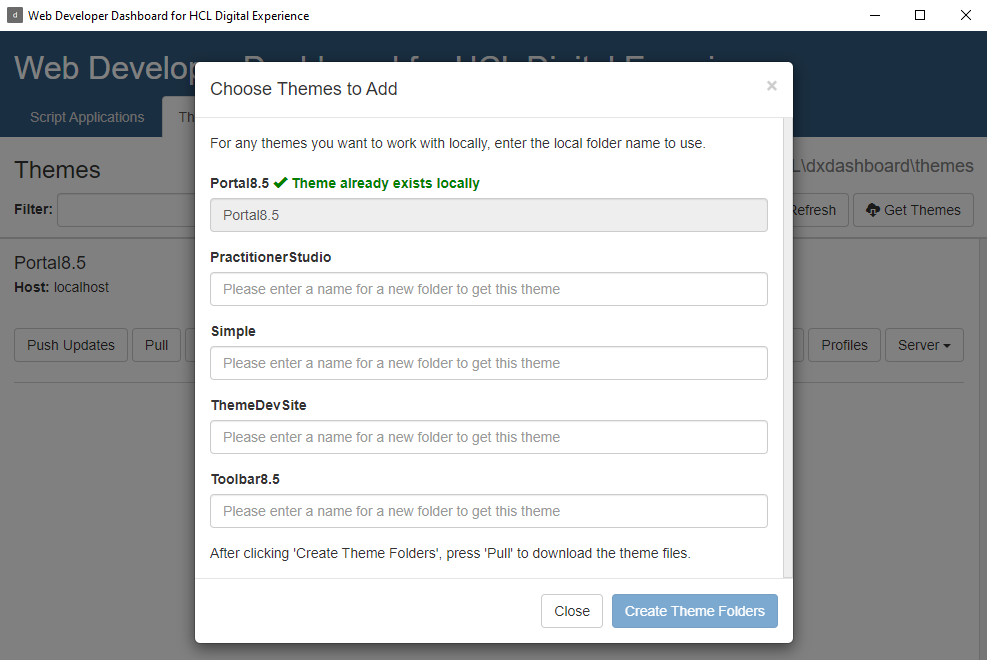 d Web Developer Dashboard for HCL Digital Experience
Web Develop Dashboard for HCL Digital Experien
Script Applications Th
Choose Themes to Add ×
For any themes you want to work with locally, enter the local folder name to use.
Themes L\dxdashboard\themes
Portal8.5 ✔ Theme already exists locally
Filter: Refresh Get Themes
Portal8.5
PractitionerStudio
Portal8.5
Host: localhost
Please enter a name for a new folder to get this theme
Simple
Push Updates Pull Profiles Server
Please enter a name for a new folder to get this theme
ThemeDevSite
Please enter a name for a new folder to get this theme
Toolbar8.5
Please enter a name for a new folder to get this theme
After clicking 'Create Theme Folders', press 'Pull' to download the theme files.
Close Create Theme Folders